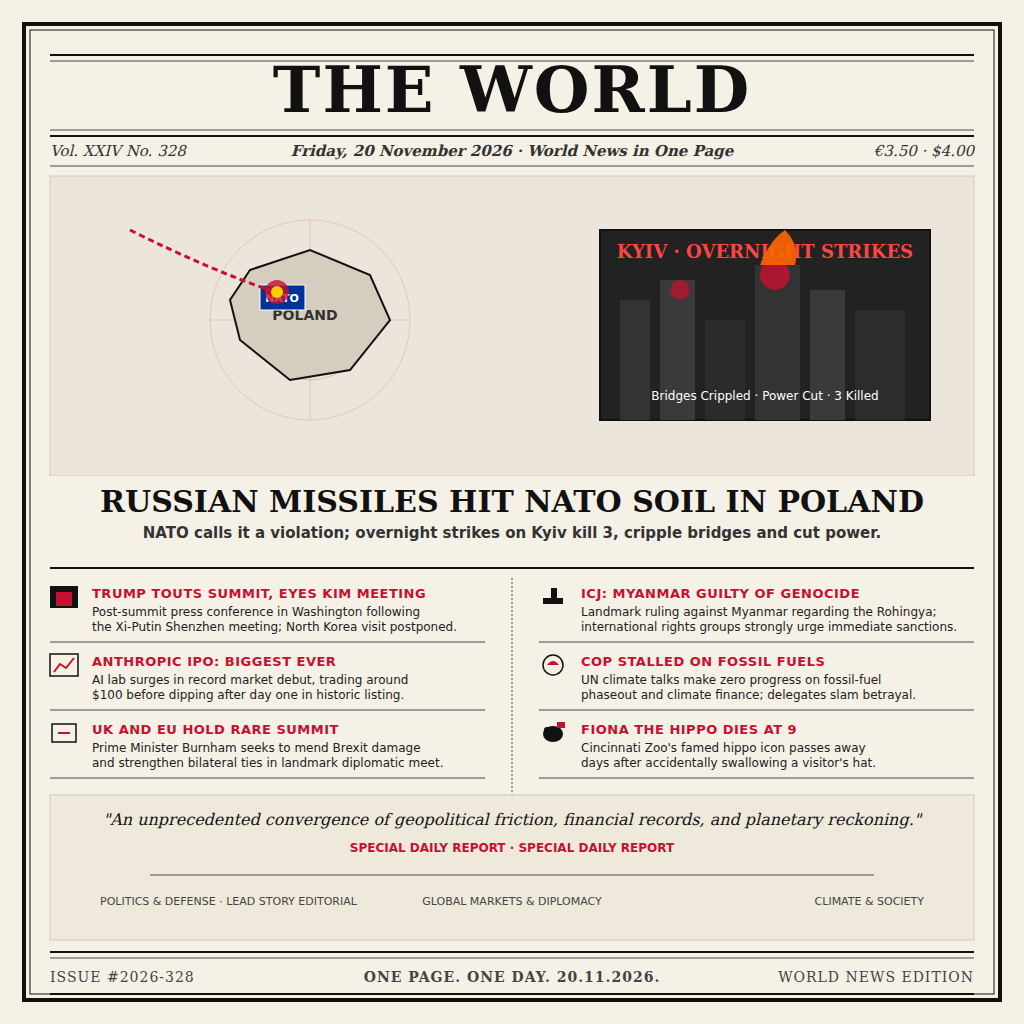 THE WORLD
Vol. XXIV No. 328
Friday, 20 November 2026 · World News in One Page
€3.50 · $4.00
NATO
POLAND
KYIV · OVERNIGHT STRIKES
Bridges Crippled · Power Cut · 3 Killed
RUSSIAN MISSILES HIT NATO SOIL IN POLAND
NATO calls it a violation; overnight strikes on Kyiv kill 3, cripple bridges and cut power.
TRUMP TOUTS SUMMIT, EYES KIM MEETING
Post-summit press conference in Washington following
the Xi-Putin Shenzhen meeting; North Korea visit postponed.
ANTHROPIC IPO: BIGGEST EVER
AI lab surges in record market debut, trading around
$100 before dipping after day one in historic listing.
UK AND EU HOLD RARE SUMMIT
Prime Minister Burnham seeks to mend Brexit damage
and strengthen bilateral ties in landmark diplomatic meet.
ICJ: MYANMAR GUILTY OF GENOCIDE
Landmark ruling against Myanmar regarding the Rohingya;
international rights groups strongly urge immediate sanctions.
COP STALLED ON FOSSIL FUELS
UN climate talks make zero progress on fossil-fuel
phaseout and climate finance; delegates slam betrayal.
FIONA THE HIPPO DIES AT 9
Cincinnati Zoo's famed hippo icon passes away
days after accidentally swallowing a visitor's hat.
"An unprecedented convergence of geopolitical friction, financial records, and planetary reckoning."
SPECIAL DAILY REPORT · SPECIAL DAILY REPORT
POLITICS & DEFENSE · LEAD STORY EDITORIAL
GLOBAL MARKETS & DIPLOMACY
CLIMATE & SOCIETY
ISSUE #2026-328
ONE PAGE. ONE DAY. 20.11.2026.
WORLD NEWS EDITION